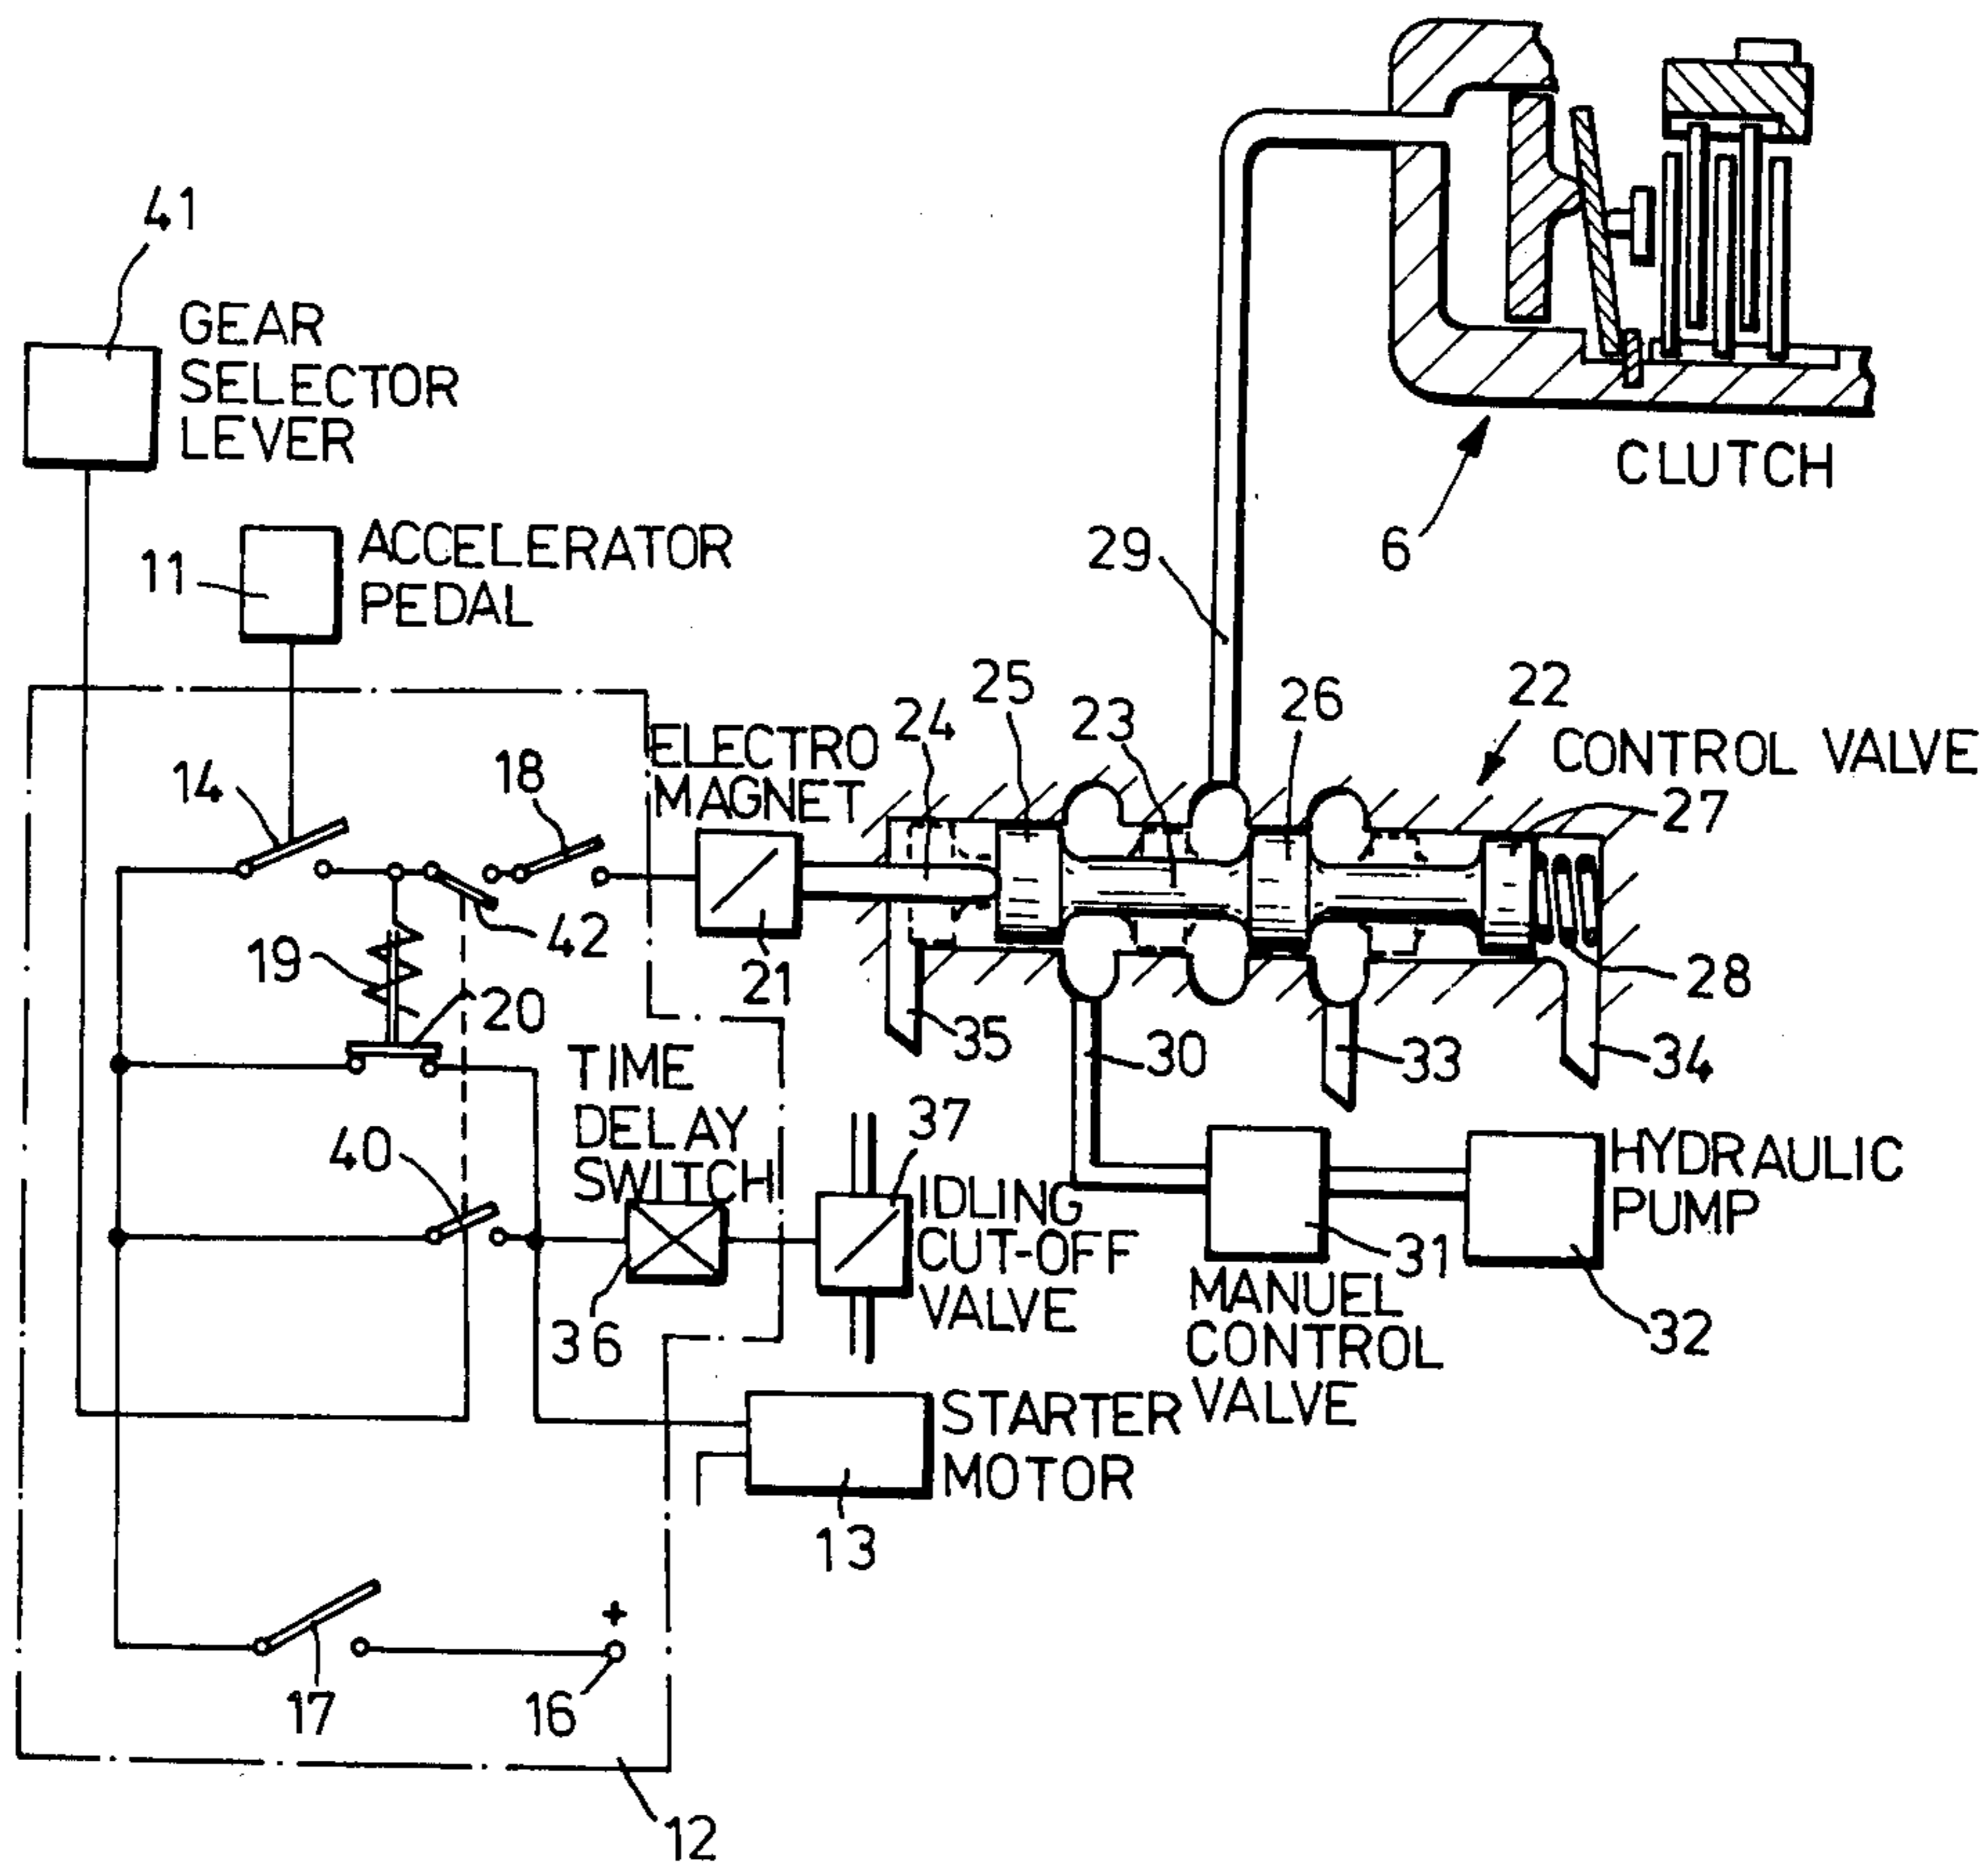 41
GEAR
SELECTOR
LEVER
CLUTCH
6
29
11
ACCELERATOR
PEDAL
14
18
ELECTRO
MAGNET
24
25
23
26
22
CONTROL VALVE
27
19
42
21
20
28
35
30
33
34
TIME
DELAY
SWITCH
40
37
IDLING
CUT-OFF
VALVE
HYDRAULIC
PUMP
36
31
MANUEL
CONTROL
VALVE
32
STARTER
MOTOR
13
+
17
16
12